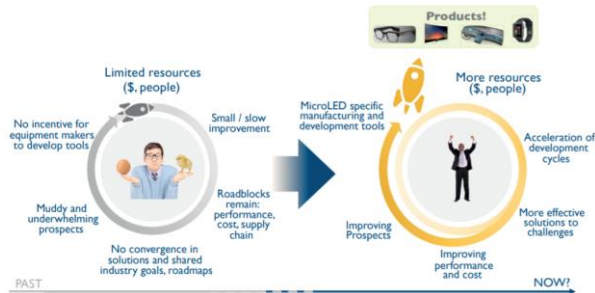 Products!
Limited resources
($, people)
Small / slow
improvement
Roadblocks
remain:
performance,
cost, supply
chain
No convergence in
solutions and shared
industry goals, roadmaps
Muddy and
underwhelming
prospects
No incentive for
equipment makers
to develop tools
More resources
($, people)
Acceleration of
development
cycles
More effective
solutions to
challenges
Improving
performance
and cost
Improving
Prospects
MicroLED specific
manufacturing and
development tools
PAST
NOW?